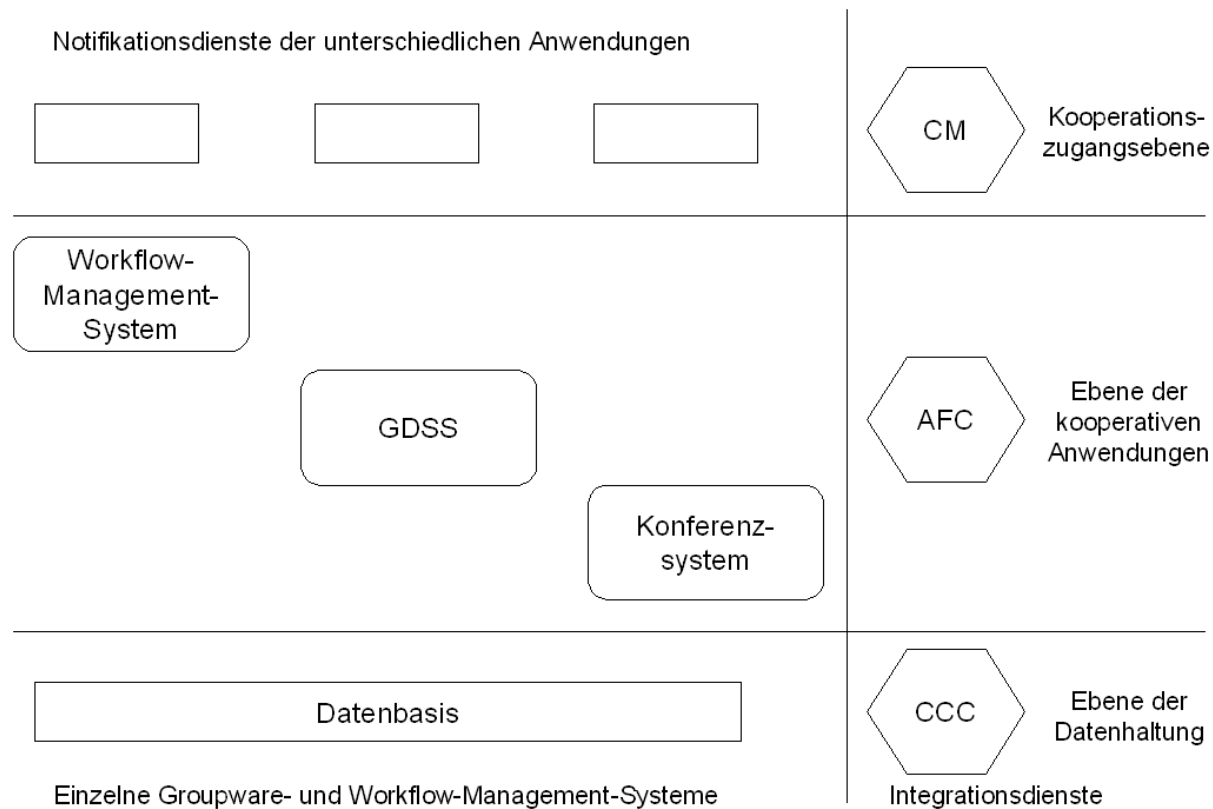 Notifikationsdienste der unterschiedlichen Anwendungen
CM
Kooperations-
zugangsebene
Workflow-
Management-
System
GDSS
Konferenz-
system
AFC
Ebene der
kooperativen
Anwendungen
Datenbasis
CCC
Ebene der
Datenhaltung
Einzelne Groupware- und Workflow-Management-Systeme
Integrationsdienste